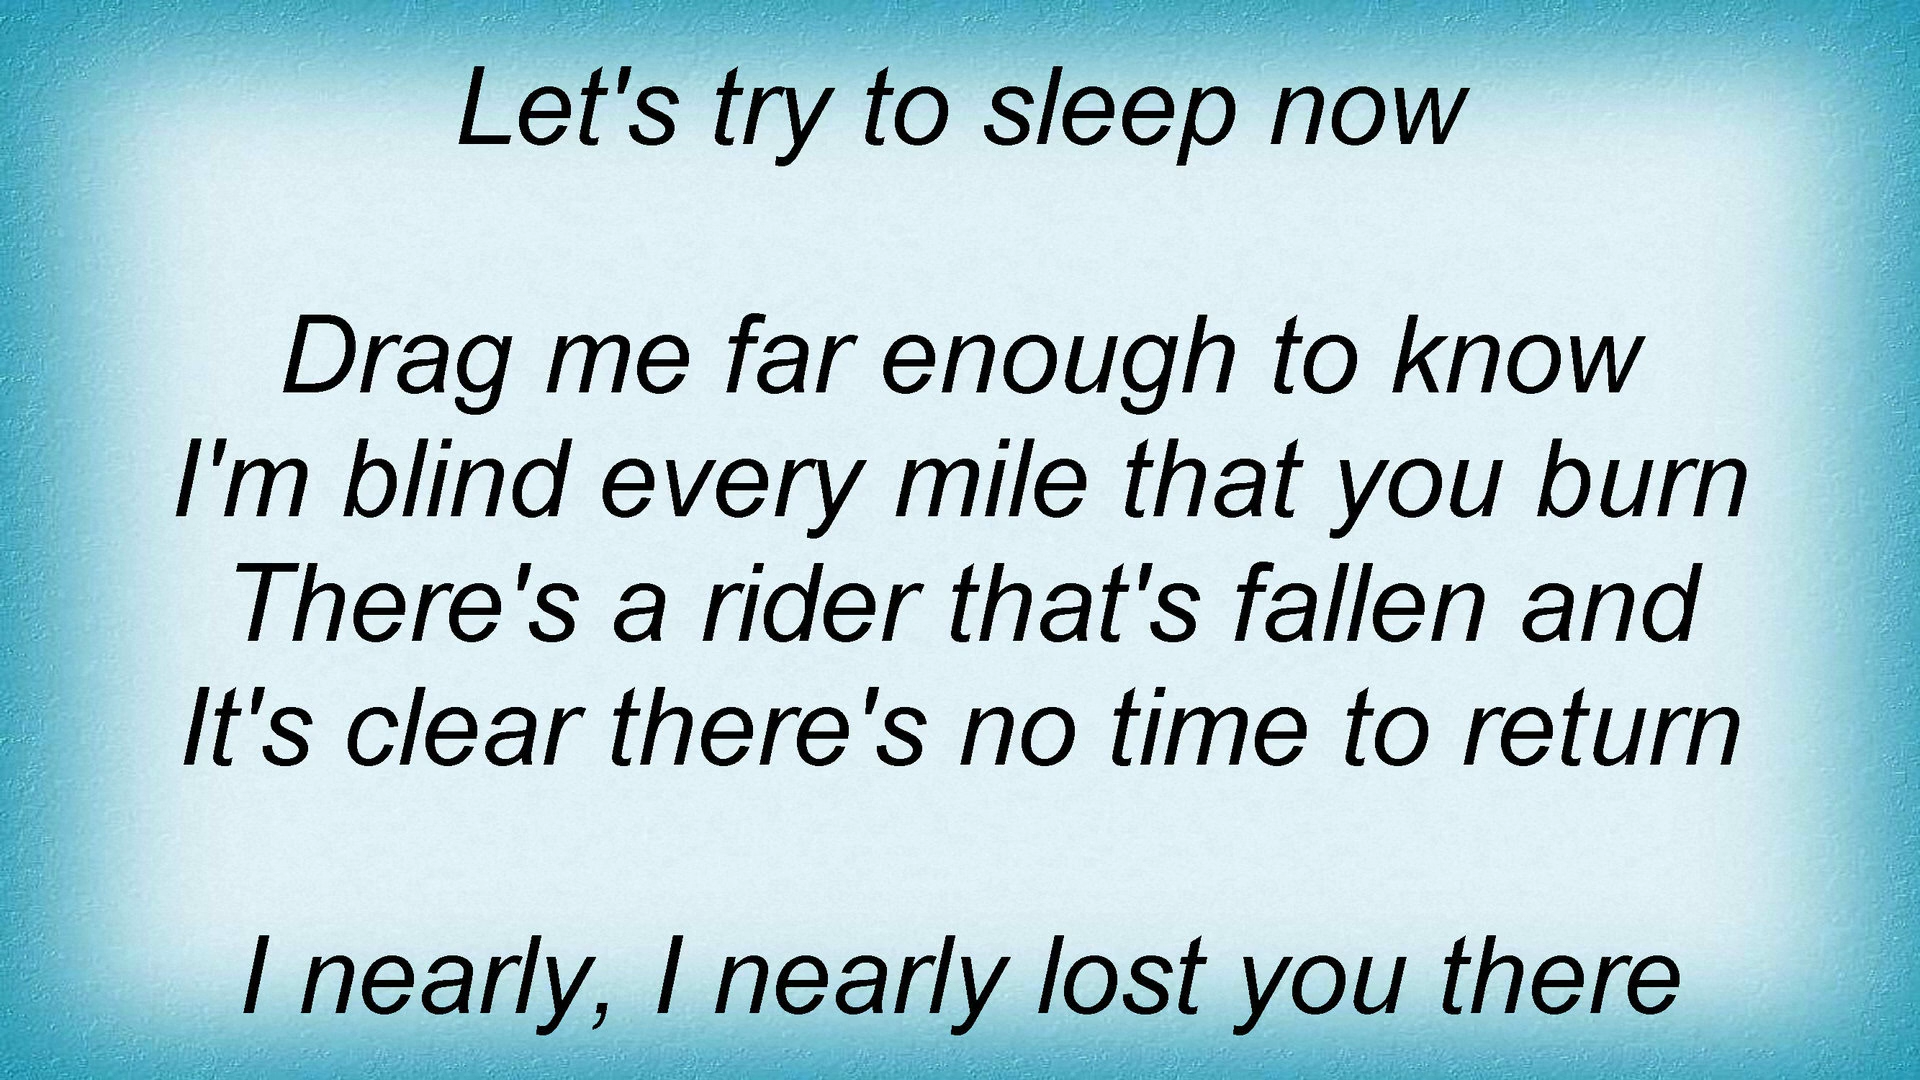 Let's try to sleep now
Drag me far enough to know
I'm blind every mile that you burn
There's a rider that's fallen and
It's clear there's no time to return
I nearly, I nearly lost you there